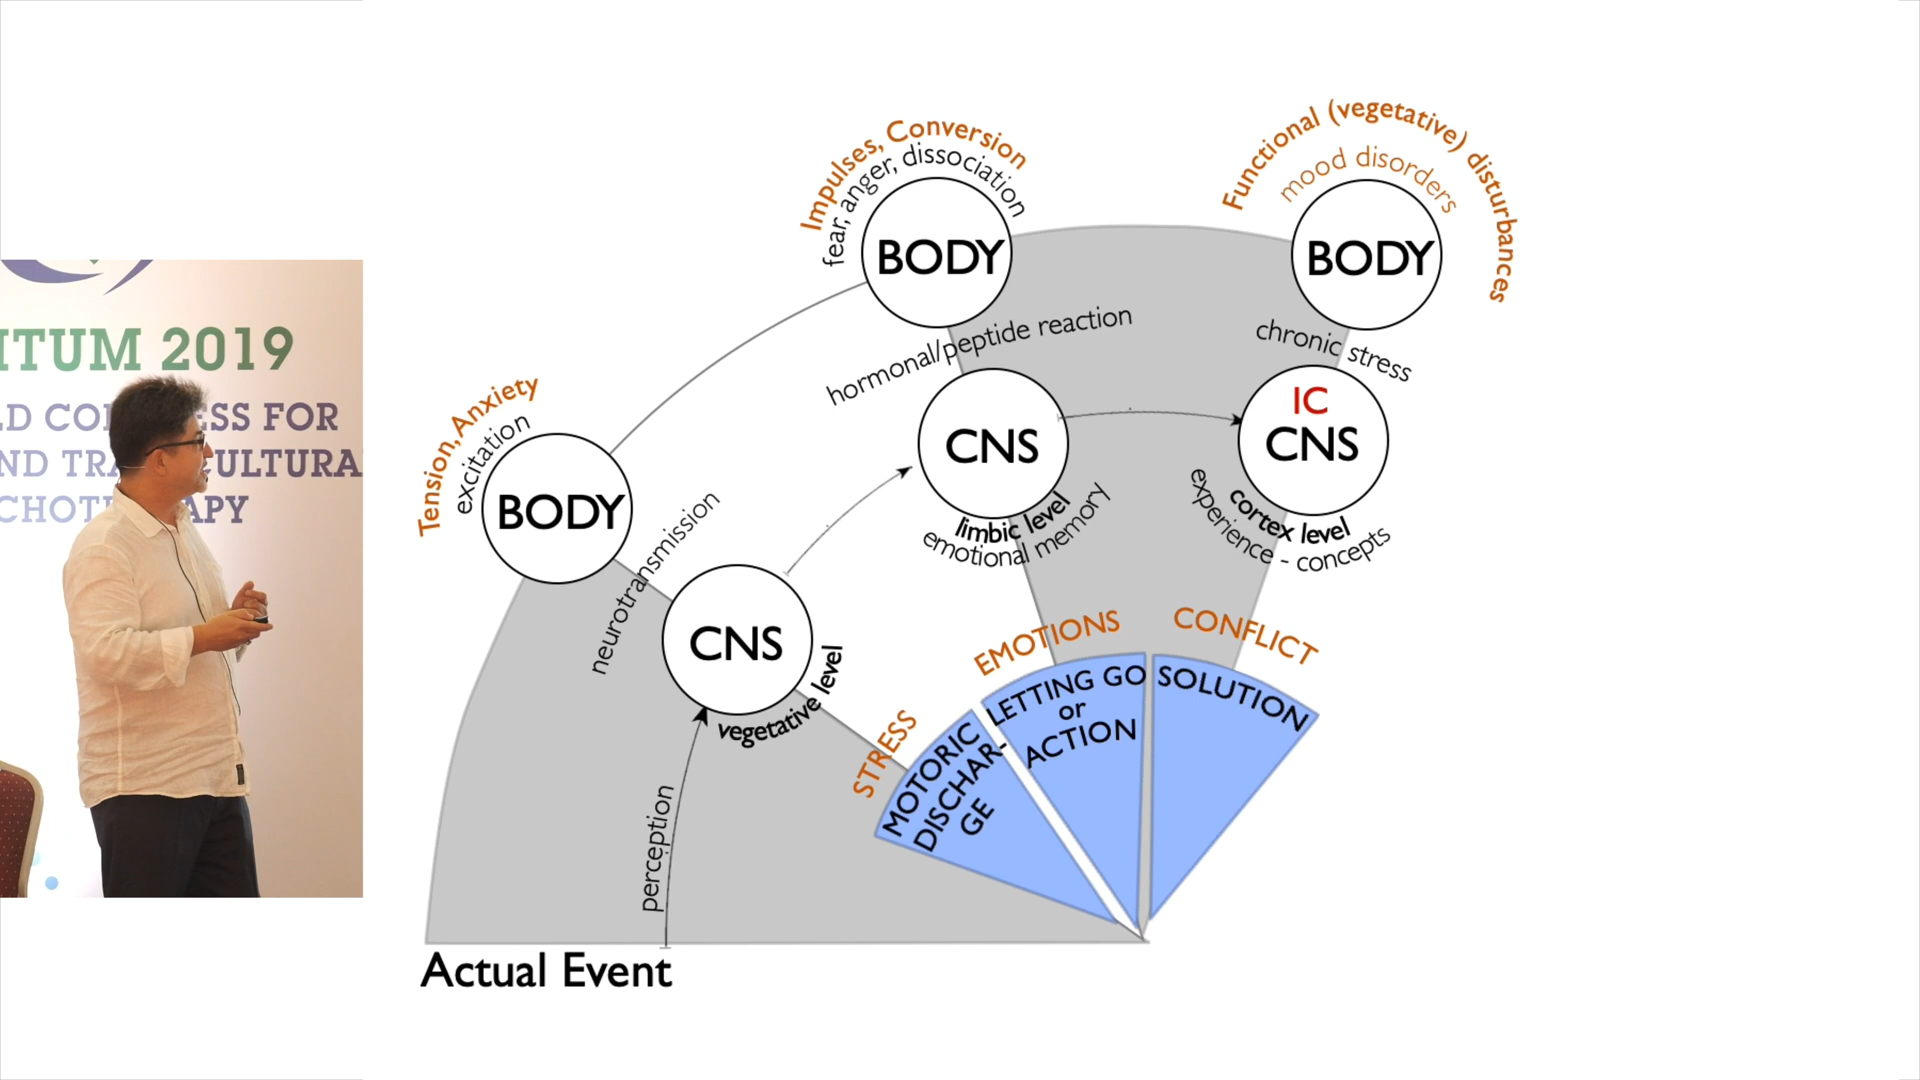 ITUM 2019
LD CO ESS FOR
ND TRA ULTURA
CHOT APY
Functional (vegetative) disturbances
mood disorders
BODY
Impulses, Conversion
fear, anger, dissociation
BODY
chronic stress
hormonal/peptide reaction
IC
CNS
cortex level
experience - concepts
CNS
limbic level
emotional memory
Tension, Anxiety
excitation
BODY
neurotransmission
CNS
vegetative level
EMOTIONS
CONFLICT
STRESS
MOTORIC
DISCHAR-
GE
LETTING GO
or
ACTION
SOLUTION
perception
Actual Event